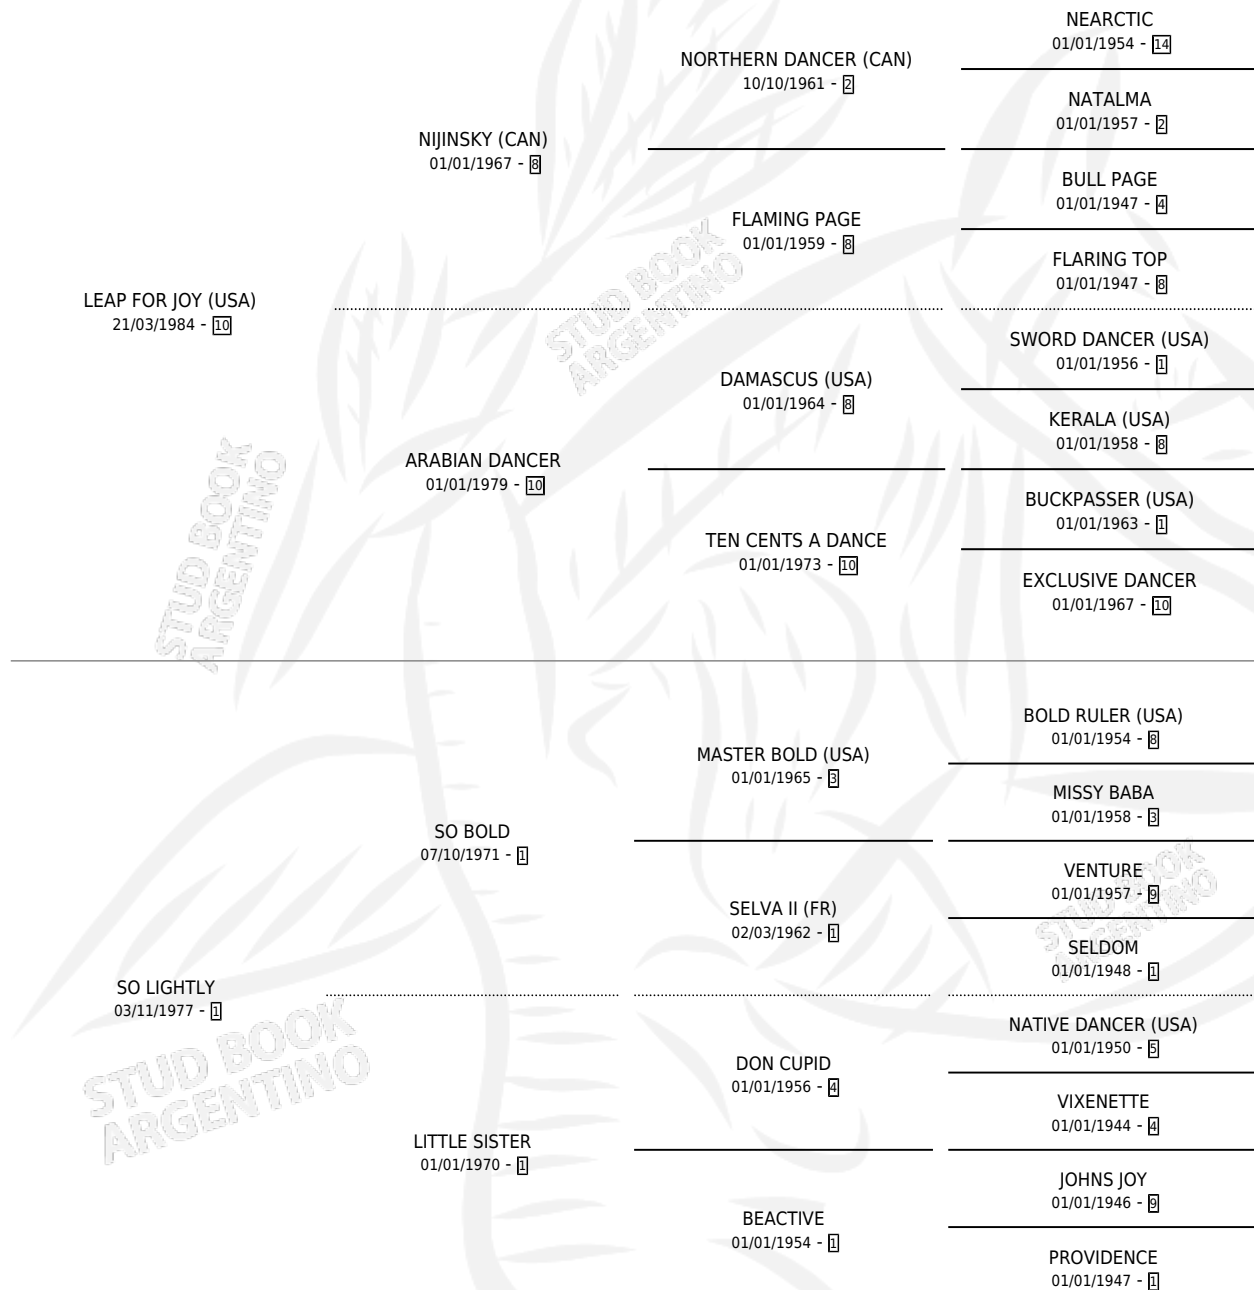 NEARCTIC
01/01/1954 - 14
NORTHERN DANCER (CAN)
10/10/1961 - 2
NATALMA
01/01/1957 - 2
NIJINSKY (CAN)
01/01/1967 - 8
BULL PAGE
01/01/1947 - 4
FLAMING PAGE
01/01/1959 - 8
FLARING TOP
01/01/1947 - 8
LEAP FOR JOY (USA)
21/03/1984 - 10
SWORD DANCER (USA)
01/01/1956 - 1
DAMASCUS (USA)
01/01/1964 - 8
KERALA (USA)
01/01/1958 - 8
ARABIAN DANCER
01/01/1979 - 10
BUCKPASSER (USA)
01/01/1963 - 1
TEN CENTS A DANCE
01/01/1973 - 10
EXCLUSIVE DANCER
01/01/1967 - 10
BOLD RULER (USA)
01/01/1954 - 8
MASTER BOLD (USA)
01/01/1965 - 3
MISSY BABA
01/01/1958 - 3
SO BOLD
07/10/1971 - 1
VENTURE
01/01/1957 - 9
SELVA II (FR)
02/03/1962 - 1
SELDOM
01/01/1948 - 1
SO LIGHTLY
03/11/1977 - 1
NATIVE DANCER (USA)
01/01/1950 - 5
DON CUPID
01/01/1956 - 4
VIXENETTE
01/01/1944 - 4
LITTLE SISTER
01/01/1970 - 1
JOHNS JOY
01/01/1946 - 9
BEACTIVE
01/01/1954 - 1
PROVIDENCE
01/01/1947 - 1
STUD BOOK
ARGENTINO
STUD BOOK
ARGENTINO
STUD BOOK
ARGENTINO
STUD BOOK
ARGENTINO